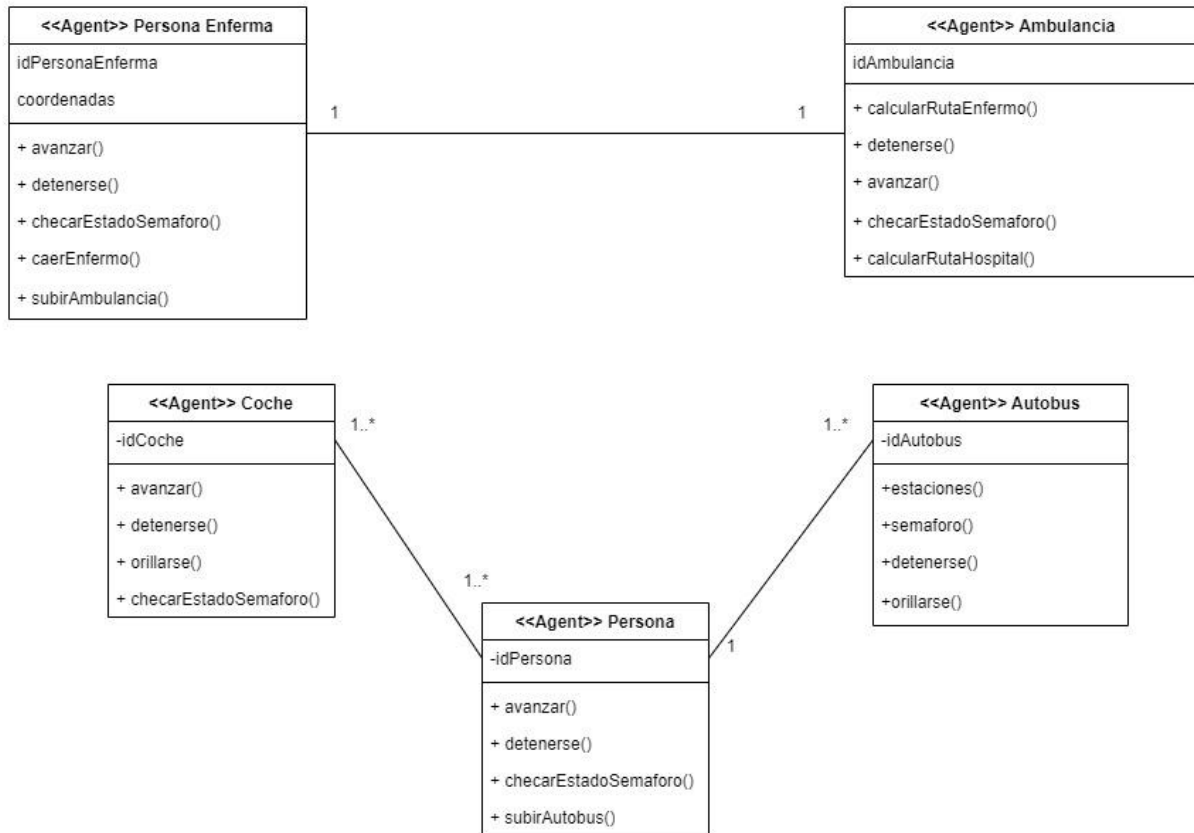 <<Agent>> Persona Enferma
idPersonaEnferma
coordenadas
+ avanzar()
+ detenerse()
+ checarEstadoSemaforo()
+ caerEnfermo()
+ subirAmbulancia()
1
1
<<Agent>> Ambulancia
idAmbulancia
+ calcularRutaEnfermo()
+ detenerse()
+ avanzar()
+ checarEstadoSemaforo()
+ calcularRutaHospital()
<<Agent>> Coche
-idCoche
+ avanzar()
+ detenerse()
+ orillarse()
+ checarEstadoSemaforo()
1..*
1..*
<<Agent>> Autobus
-idAutobus
+estaciones()
+semaforo()
+detenerse()
+orillarse()
1..*
1
<<Agent>> Persona
-idPersona
+ avanzar()
+ detenerse()
+ checarEstadoSemaforo()
+ subirAutobus()